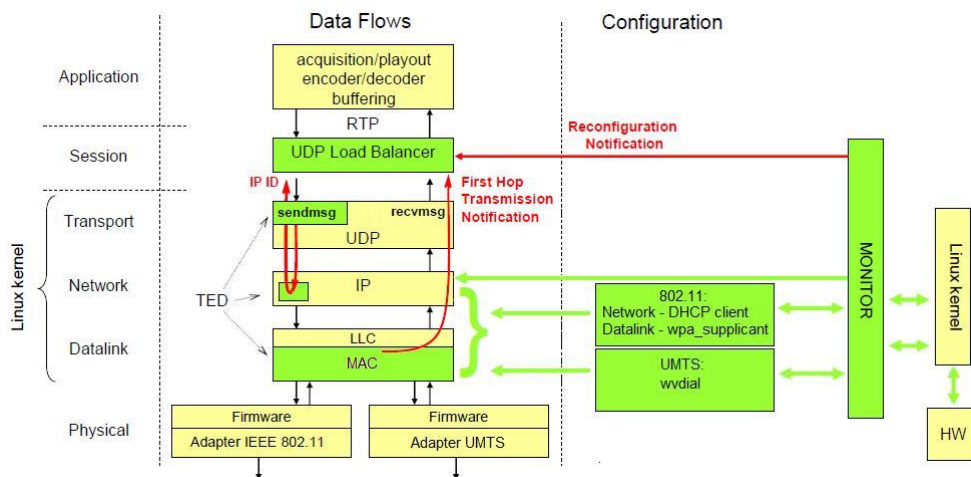 Data Flows
Configuration
Application
acquisition/playout
encoder/decoder
buffering
RTP
Reconfiguration
Notification
Session
UDP Load Balancer
IP ID
First Hop
Transmission
Notification
Transport
sendmsg
recvmsg
UDP
Linux kernel
Network
TED
IP
802.11:
Network - DHCP client
Datalink - wpa_supplicant
MONITOR
Linux kernel
Datalink
LLC
MAC
UMTS:
wvdial
Physical
Firmware
Adapter IEEE 802.11
Firmware
Adapter UMTS
HW